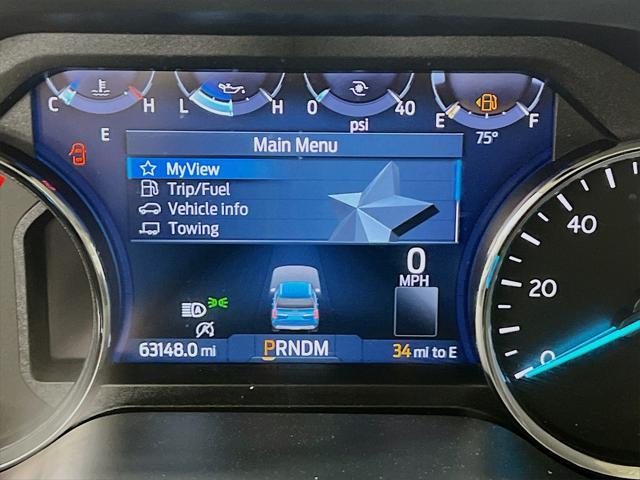 C H L H 0 40 E F
psi
75°
E
Main Menu
MyView
Trip/Fuel
Vehicle info
Towing
0
MPH
A
63148.0 mi PRNDM 34 mi to E
40
20
0